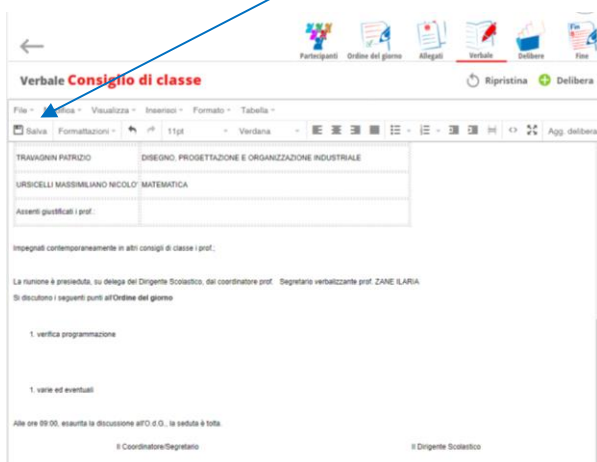 Partecipanti Ordine del giorno Allegati Verbale Delibere Fine
Verbale Consiglio di classe Ripristina Delibera
File Modifica Visualizza Inserisci Formato Tabella
Salva Formattazioni 11pt Verdana Agg. delibera
TRAVAGNIN PATRIZIO DISEGNO, PROGETTAZIONE E ORGANIZZAZIONE INDUSTRIALE
URSICELLI MASSIMILIANO NICOLO' MATEMATICA
Assenti giustificati i prof.:
Impegnati contemporaneamente in altri consigli di classe i prof.;
La riunione è presieduta, su delega del Dirigente Scolastico, dal coordinatore prof. Segretario verbalizzante prof. ZANE ILARIA
Si discutono i seguenti punti all'Ordine del giorno
1. verifica programmazione
1. varie ed eventuali
Alle ore 09:00, esaurita la discussione all'O.d.G., la seduta è tolta.
Il Coordinatore/Segretario Il Dirigente Scolastico